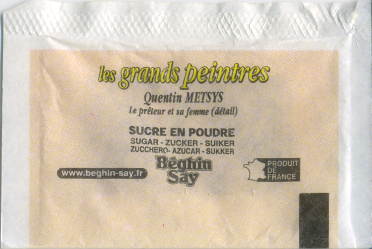 les grands peintres
Quentin METSYS
Le prêteur et sa femme (détail)
SUCRE EN POUDRE
SUGAR - ZUCKER - SUIKER
ZUCCHERO - AZUCAR - SUKKER
Béghin
Say
www.beghin-say.fr
PRODUIT
DE
FRANCE